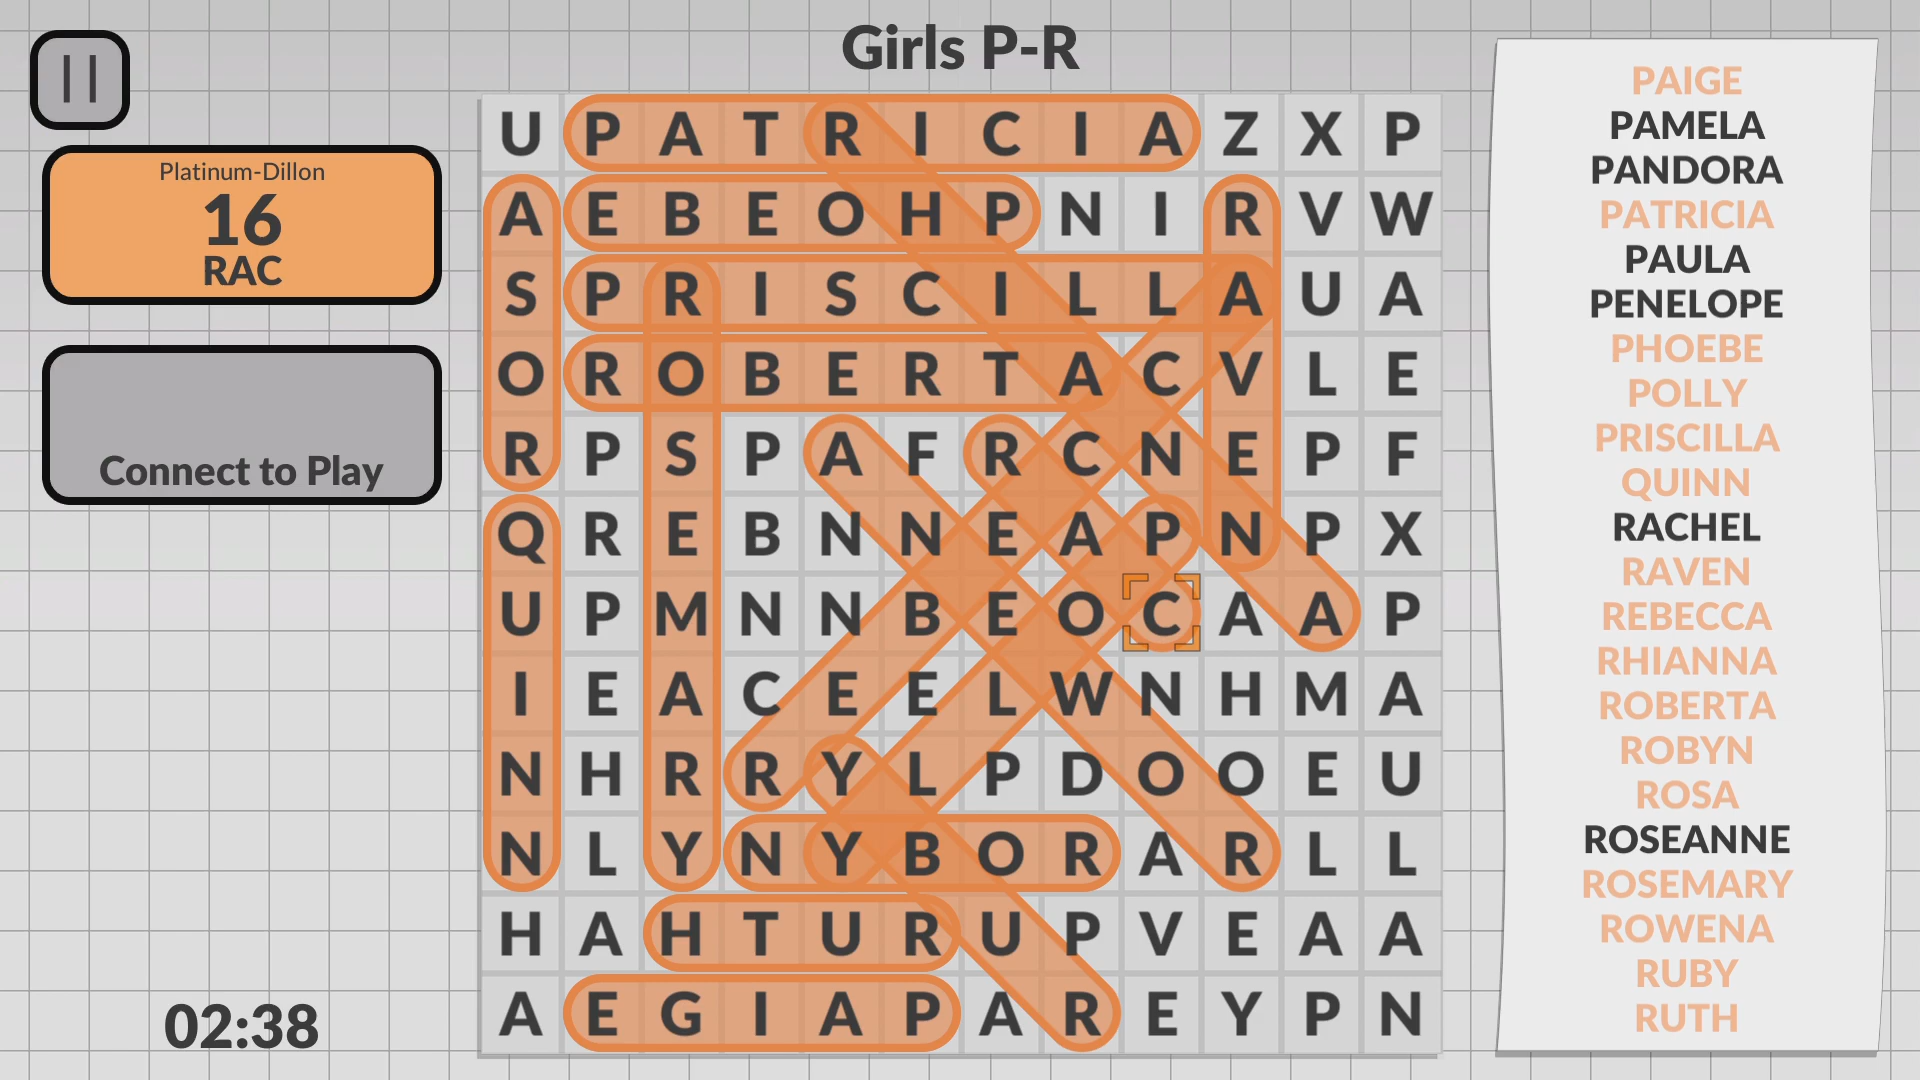 Girls P-R
Platinum-Dillon
16
RAC
Connect to Play
02:38
U P A T R I C I A Z X P
A E B E O H P N I R V W
S P R I S C I L L A U A
O R O B E R T A C V L E
R P S P A F R C N E P F
Q R E B N N E A P N P X
U P M N N B E O C A A P
I E A C E E L W N H M A
N H R R Y L P D O O E U
N L Y N Y B O R A R L L
H A H T U R U P V E A A
A E G I A P A R E Y P N
PAIGE
PAMELA
PANDORA
PATRICIA
PAULA
PENELOPE
PHOEBE
POLLY
PRISCILLA
QUINN
RACHEL
RAVEN
REBECCA
RHIANNA
ROBERTA
ROBYN
ROSA
ROSEANNE
ROSEMARY
ROWENA
RUBY
RUTH